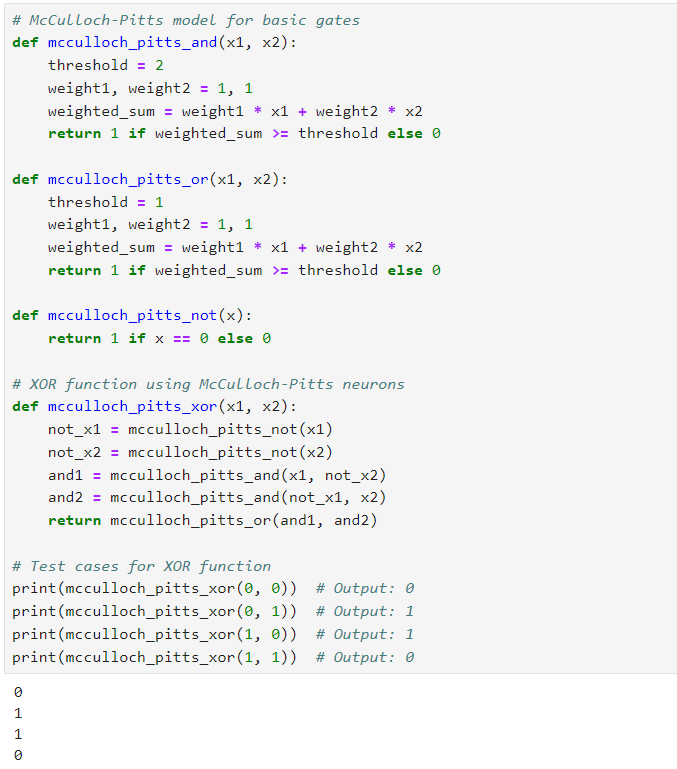 # McCulloch-Pitts model for basic gates
def mcculloch_pitts_and(x1, x2):
    threshold = 2
    weight1, weight2 = 1, 1
    weighted_sum = weight1 * x1 + weight2 * x2
    return 1 if weighted_sum >= threshold else 0

def mcculloch_pitts_or(x1, x2):
    threshold = 1
    weight1, weight2 = 1, 1
    weighted_sum = weight1 * x1 + weight2 * x2
    return 1 if weighted_sum >= threshold else 0

def mcculloch_pitts_not(x):
    return 1 if x == 0 else 0

# XOR function using McCulloch-Pitts neurons
def mcculloch_pitts_xor(x1, x2):
    not_x1 = mcculloch_pitts_not(x1)
    not_x2 = mcculloch_pitts_not(x2)
    and1 = mcculloch_pitts_and(x1, not_x2)
    and2 = mcculloch_pitts_and(not_x1, x2)
    return mcculloch_pitts_or(and1, and2)

# Test cases for XOR function
print(mcculloch_pitts_xor(0, 0))  # Output: 0
print(mcculloch_pitts_xor(0, 1))  # Output: 1
print(mcculloch_pitts_xor(1, 0))  # Output: 1
print(mcculloch_pitts_xor(1, 1))  # Output: 0
0
1
1
0